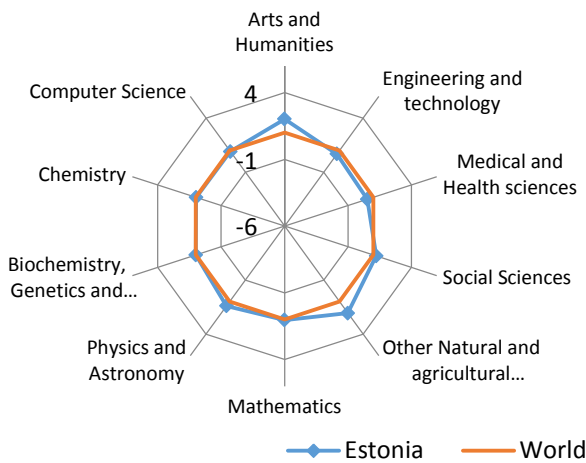 Arts and
Humanities
Engineering and
technology
Medical and
Health sciences
Social Sciences
Other Natural and
agricultural...
Mathematics
Physics and
Astronomy
Biochemistry,
Genetics and...
Chemistry
Computer Science
4
-1
-6
Estonia
World